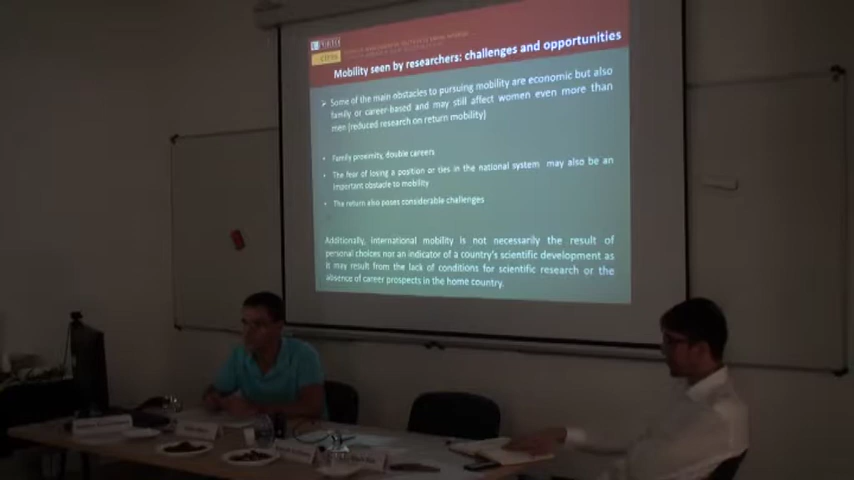 Mobility seen by researchers: challenges and opportunities
Some of the main obstacles to pursuing mobility are economic but also
family or career-based and may still affect women even more than
men (reduced research on return mobility)
Family proximity, double careers
The fear of losing a position or ties in the national system may also be an
important obstacle to mobility
The return also poses considerable challenges
Additionally, international mobility is not necessarily the result of
personal choices nor an indicator of a country's scientific development as
it may result from the lack of conditions for scientific research or the
absence of career prospects in the home country.